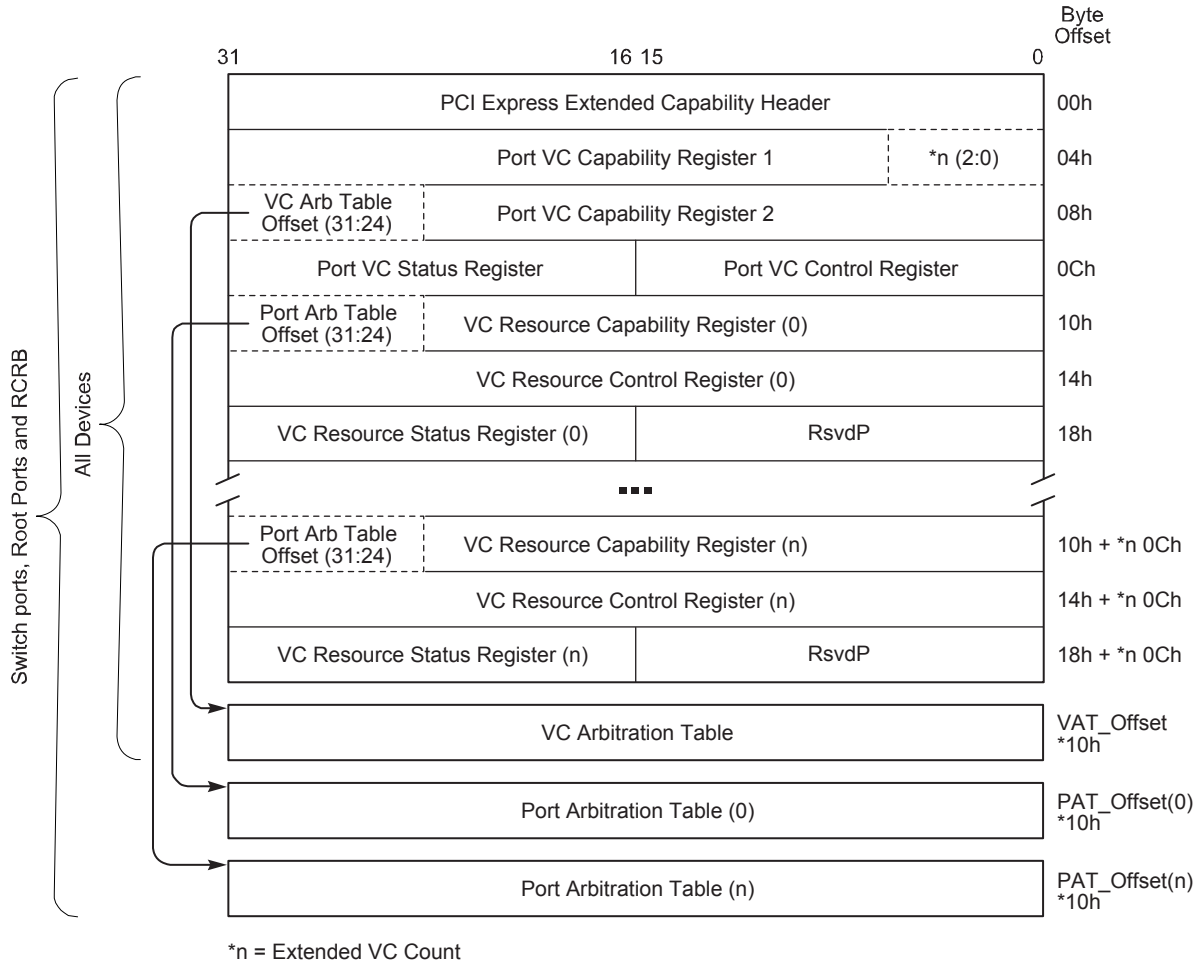 Byte
Offset
31 16 15 0
PCI Express Extended Capability Header 00h
Port VC Capability Register 1 *n (2:0) 04h
VC Arb Table
Offset (31:24) Port VC Capability Register 2 08h
Port VC Status Register Port VC Control Register 0Ch
Port Arb Table
Offset (31:24) VC Resource Capability Register (0) 10h
VC Resource Control Register (0) 14h
VC Resource Status Register (0) RsvdP 18h
Port Arb Table
Offset (31:24) VC Resource Capability Register (n) 10h + *n 0Ch
VC Resource Control Register (n) 14h + *n 0Ch
VC Resource Status Register (n) RsvdP 18h + *n 0Ch
VC Arbitration Table VAT_Offset
*10h
Port Arbitration Table (0) PAT_Offset(0)
*10h
Port Arbitration Table (n) PAT_Offset(n)
*10h
Switch ports, Root Ports and RCRB
All Devices
*n = Extended VC Count